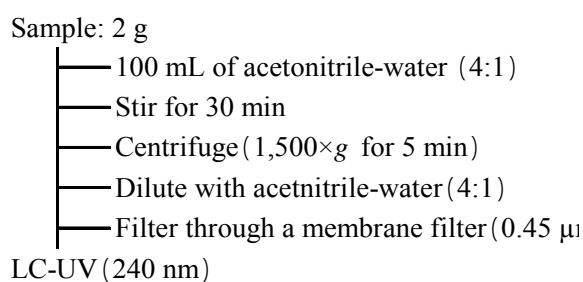 Sample: 2 g
100 mL of acetonitrile-water (4:1)
Stir for 30 min
Centrifuge(1,500×g for 5 min)
Dilute with acetnitrile-water(4:1)
Filter through a membrane filter(0.45
LC-UV(240 nm)